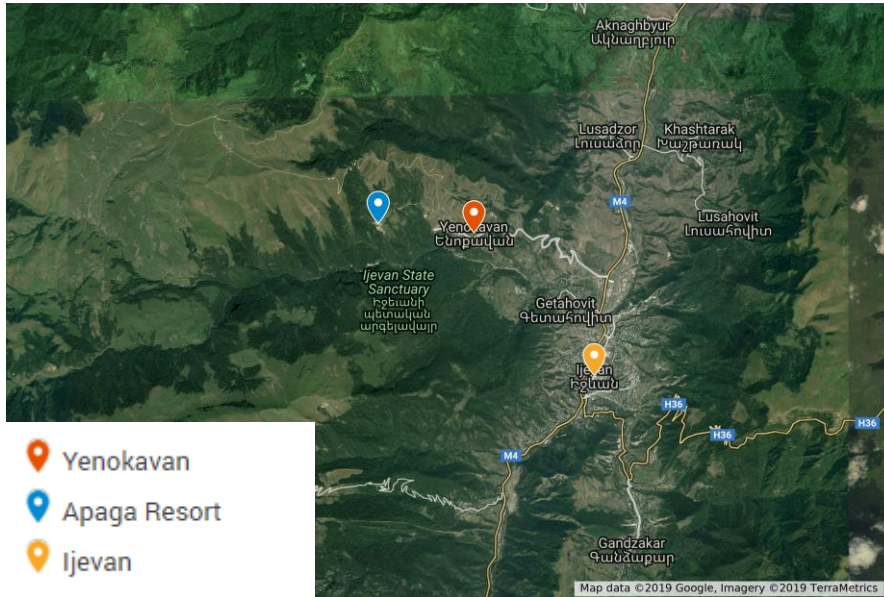 Aknaghbyur
Ակնաղբյուր
Lusadzor
Լուսաձոր
Khashtarak
Խաշթառակ
M4
Lusahovit
Լուսահովիտ
Yenokavan
Ենոքավան
Ijevan State
Sanctuary
Իջևանի
պետական
արգելավայր
Getahovit
Գետահովիտ
Ijevan
Իջևան
H36
H36
H36
M4
Gandzakar
Գանձաքար
Yenokavan
Apaga Resort
Ijevan
Map data ©2019 Google, Imagery ©2019 TerraMetrics